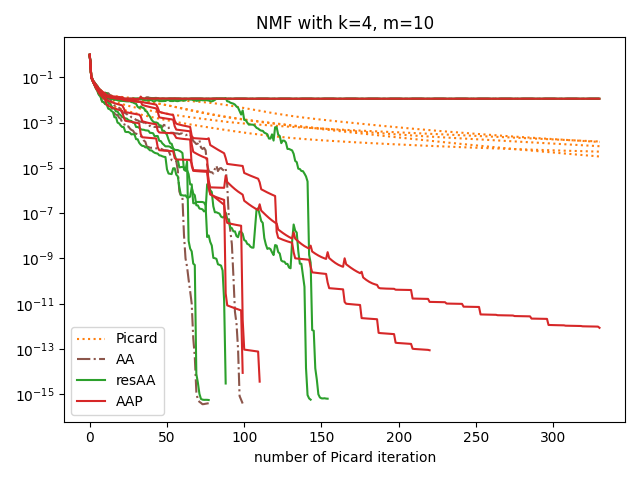 NMF with k=4, m=10
10⁻¹
10⁻³
10⁻⁵
10⁻⁷
10⁻⁹
10⁻¹¹
10⁻¹³
10⁻¹⁵
Picard
AA
resAA
AAP
0 50 100 150 200 250 300
number of Picard iteration